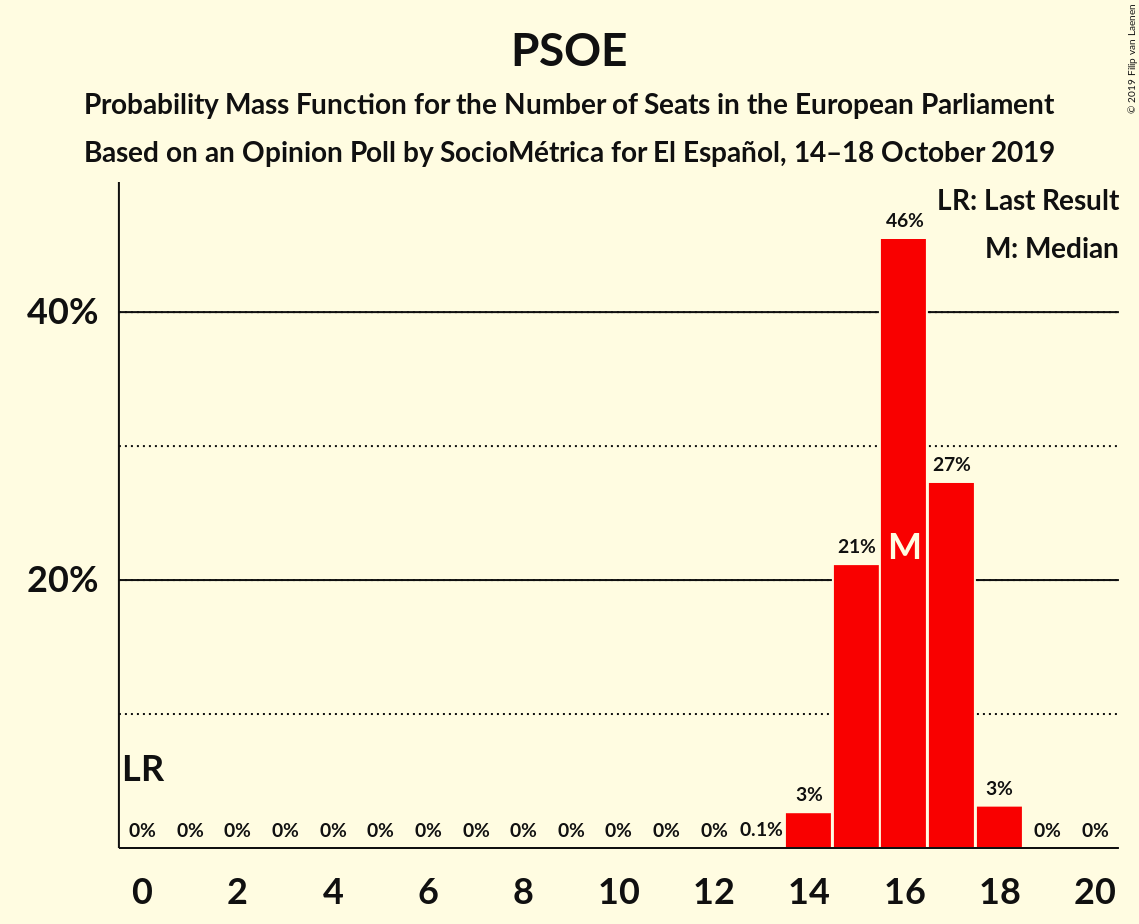 PSOE
Probability Mass Function for the Number of Seats in the European Parliament
Based on an Opinion Poll by SocioMétrica for El Español, 14–18 October 2019
© 2019 Filip van Laenen
LR: Last Result
M: Median
46%
40%
27%
21%
M
20%
LR
3%
3%
0% 0% 0% 0% 0% 0% 0% 0% 0% 0% 0% 0% 0% 0.1% 0% 0%
0 2 4 6 8 10 12 14 16 18 20